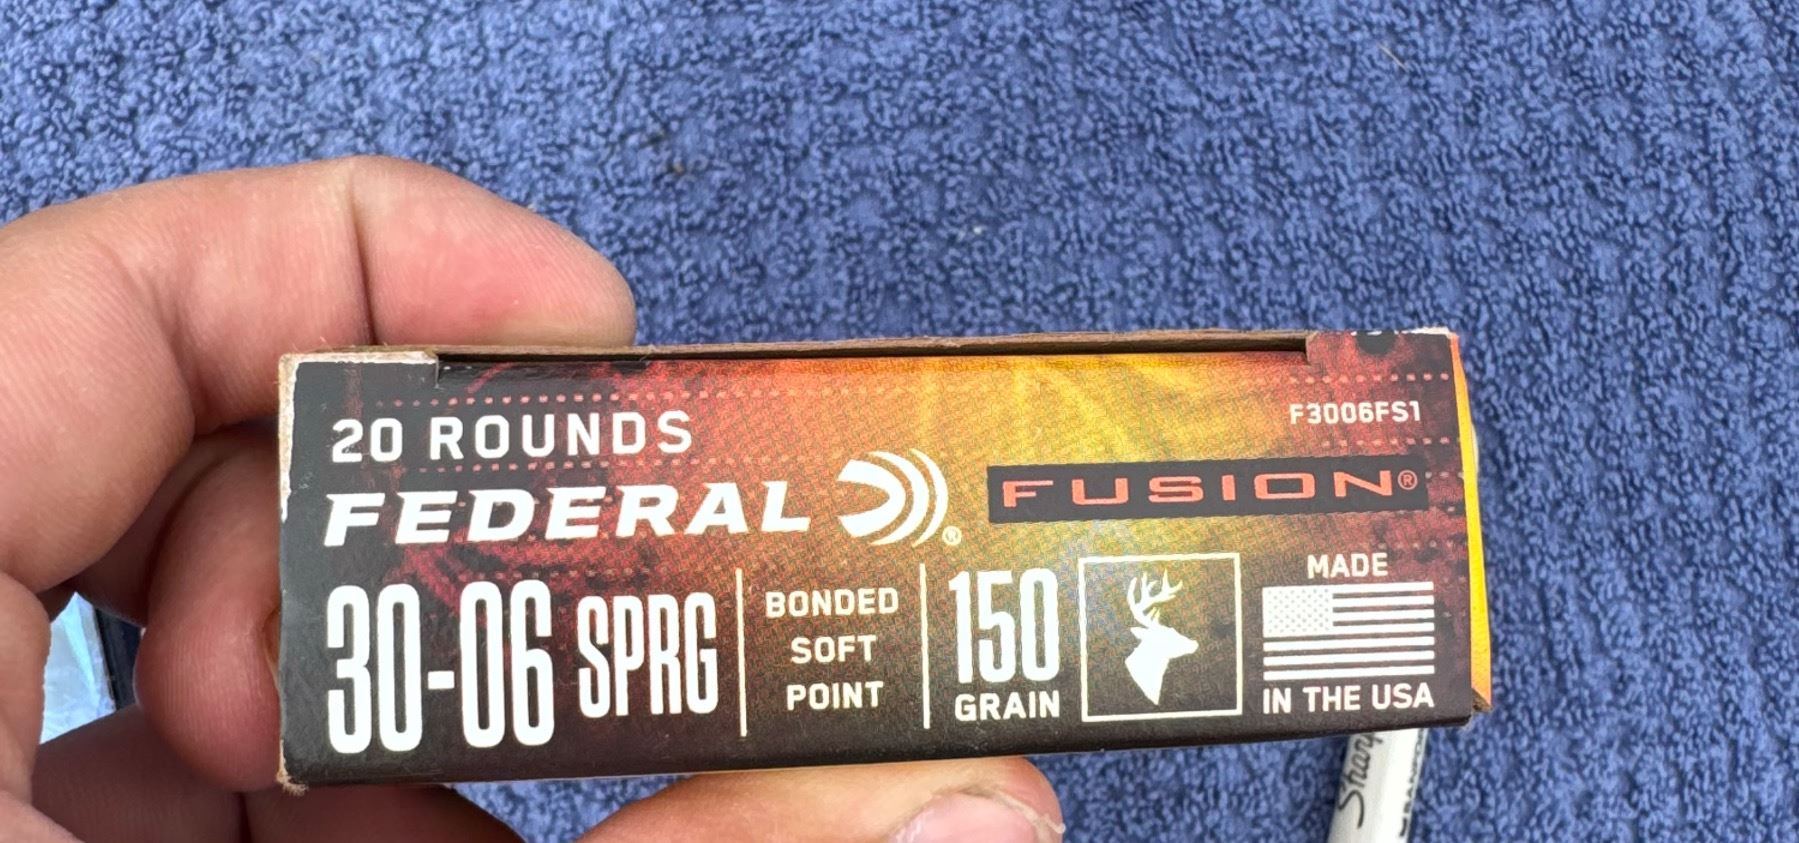 20 ROUNDS
F3006FS1
FEDERAL ®
FUSION®
30-06 SPRG
BONDED
SOFT
POINT
150
GRAIN
MADE
IN THE USA